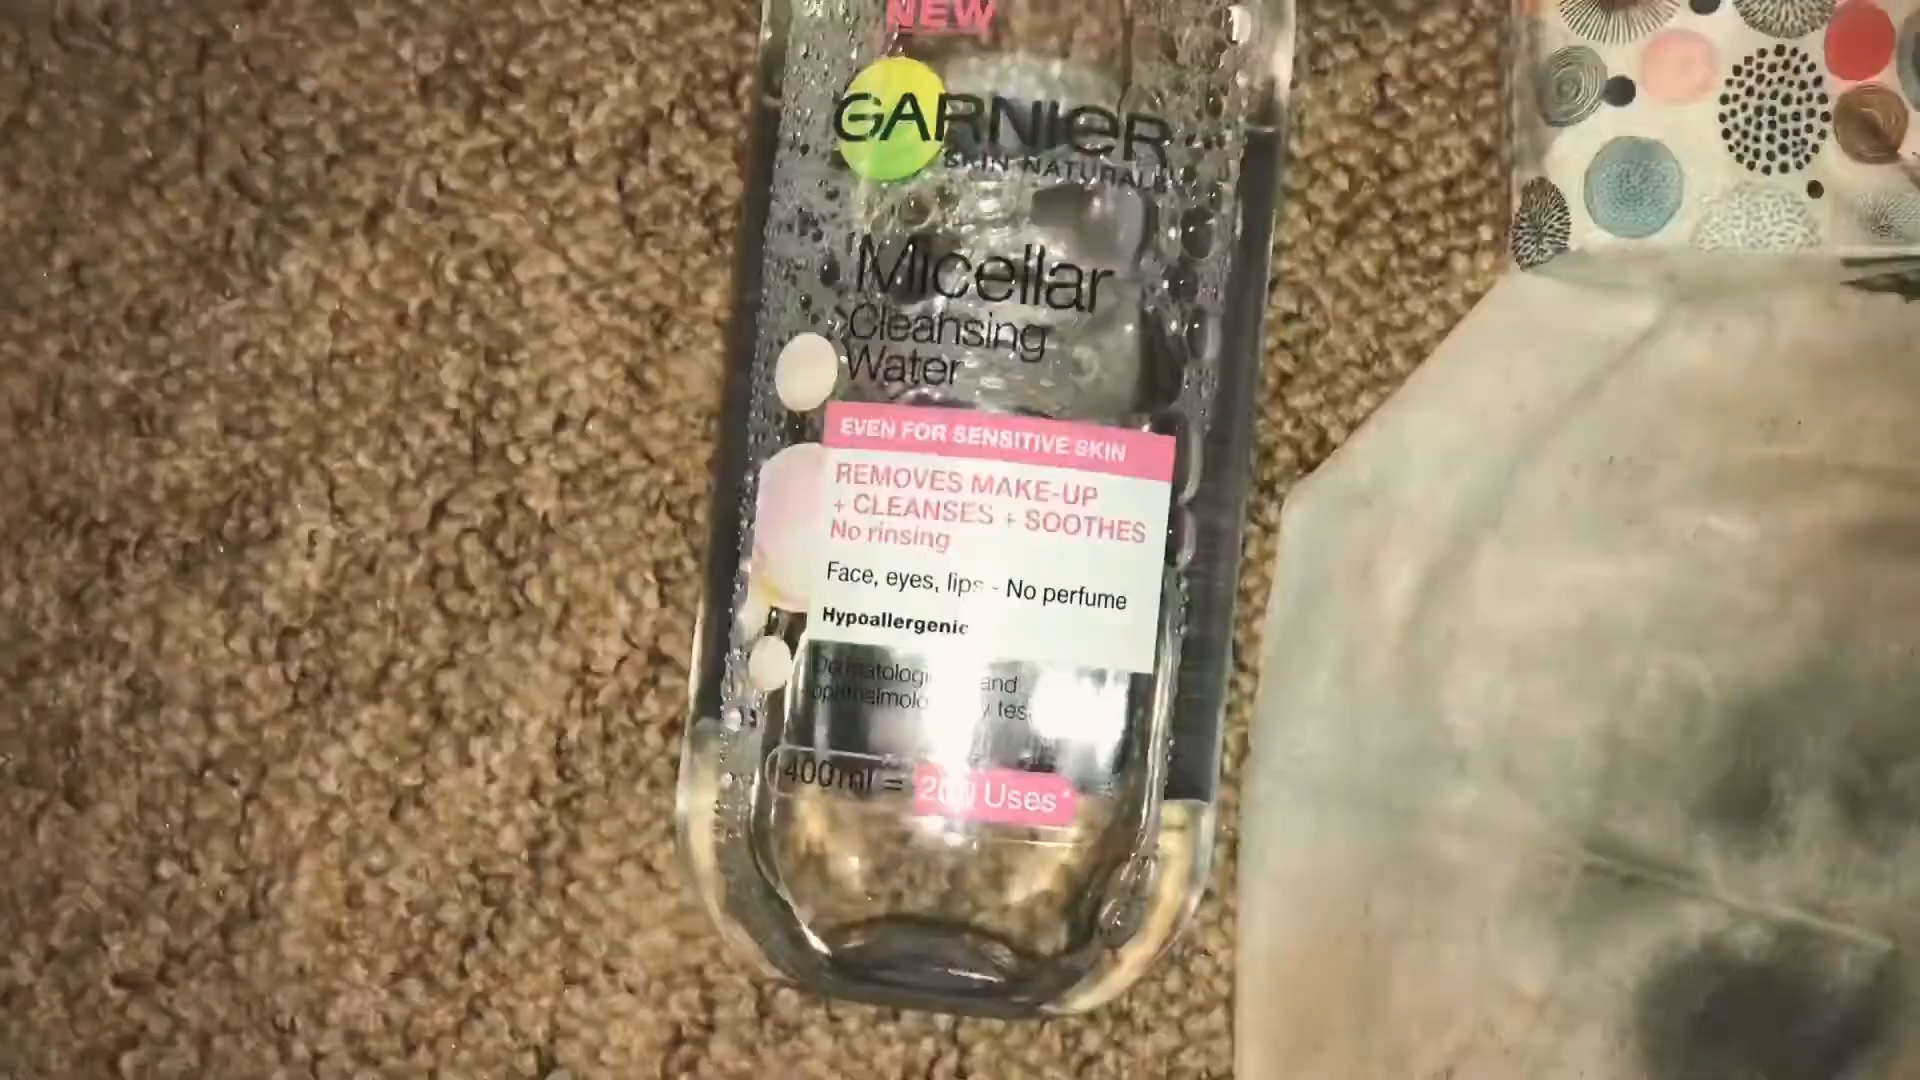 NEW
GARNIER
SKIN NATURALS
Micellar
Cleansing
Water
EVEN FOR SENSITIVE SKIN
REMOVES MAKE-UP
+ CLEANSES + SOOTHES
No rinsing
Face, eyes, lips - No perfume
Hypoallergenic
and
400ml = Uses*